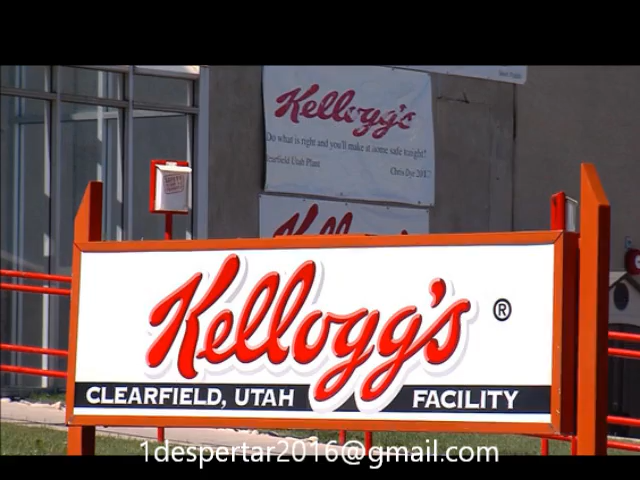 Kellogg's
Do what is right and you'll make it home safe tonight!
Clearfield Utah Plant
Chris Dye 2017
Kellogg's
Kellogg's ®
CLEARFIELD, UTAH FACILITY
1despertar2016@gmail.com